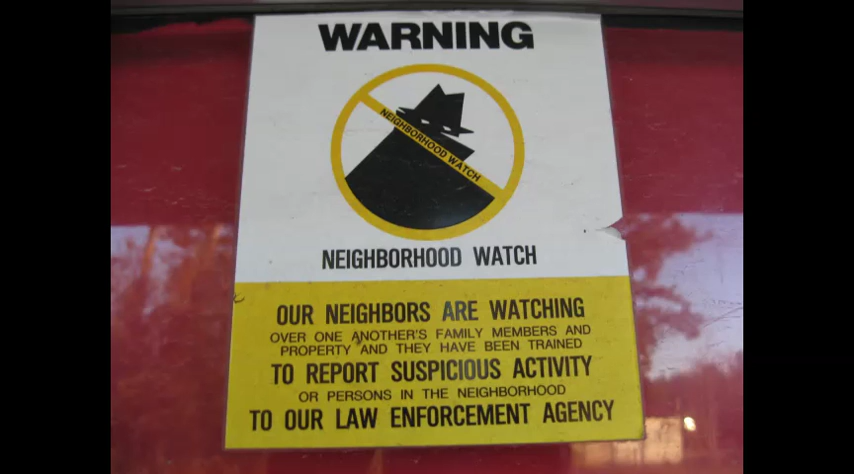 WARNING
NEIGHBORHOOD WATCH
NEIGHBORHOOD WATCH
OUR NEIGHBORS ARE WATCHING
OVER ONE ANOTHER'S FAMILY MEMBERS AND
PROPERTY AND THEY HAVE BEEN TRAINED
TO REPORT SUSPICIOUS ACTIVITY
OR PERSONS IN THE NEIGHBORHOOD
TO OUR LAW ENFORCEMENT AGENCY